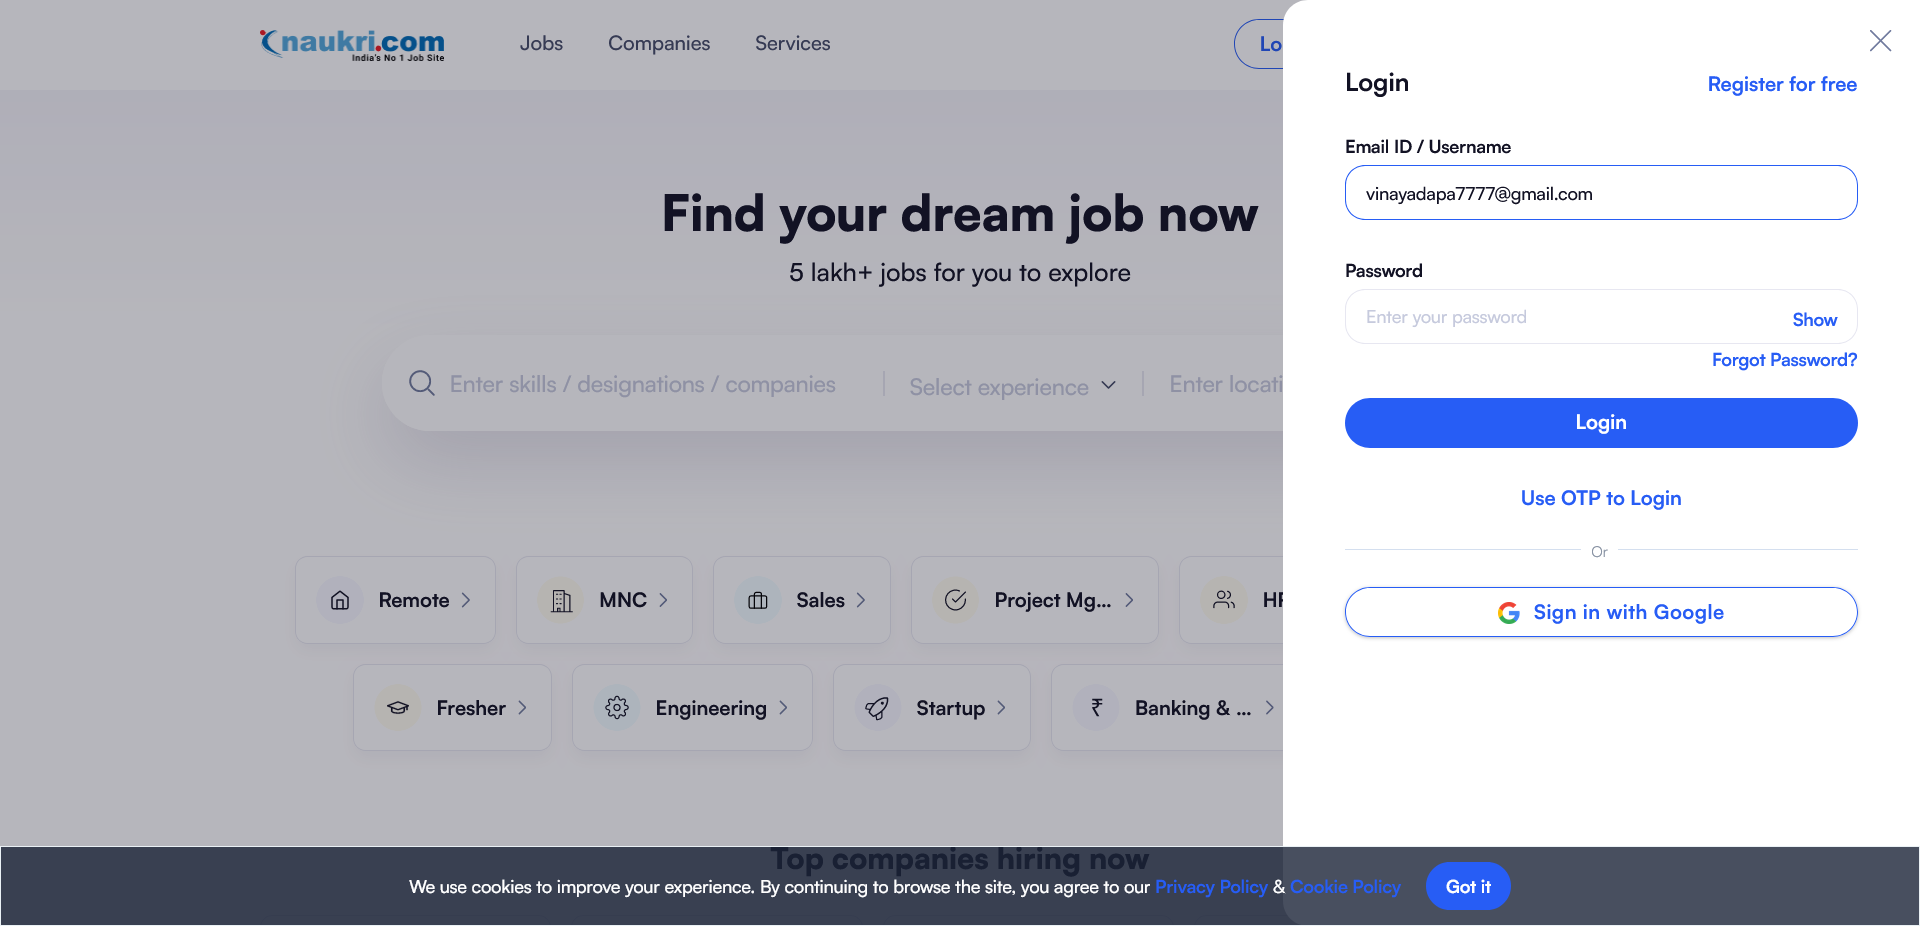 naukri.com
India's No 1 Job Site
Jobs
Companies
Services
Lo
Find your dream job now
5 lakh+ jobs for you to explore
Enter skills / designations / companies
Select experience
Enter locati
Remote
MNC
Sales
Project Mg...
HR
Fresher
Engineering
Startup
Banking & ...
Top companies hiring now
Login
Register for free
Email ID / Username
vinayadapa7777@gmail.com
Password
Enter your password
Show
Forgot Password?
Login
Use OTP to Login
Or
Sign in with Google
We use cookies to improve your experience. By continuing to browse the site, you agree to our Privacy Policy & Cookie Policy
Got it